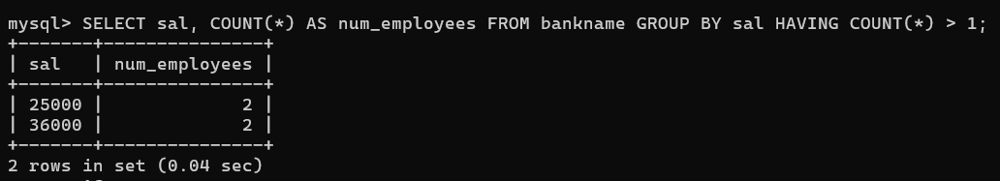 mysql> SELECT sal, COUNT(*) AS num_employees FROM bankname GROUP BY sal HAVING COUNT(*) > 1;
+-------+---------------+
| sal   | num_employees |
+-------+---------------+
| 25000 |             2 |
| 36000 |             2 |
+-------+---------------+
2 rows in set (0.04 sec)